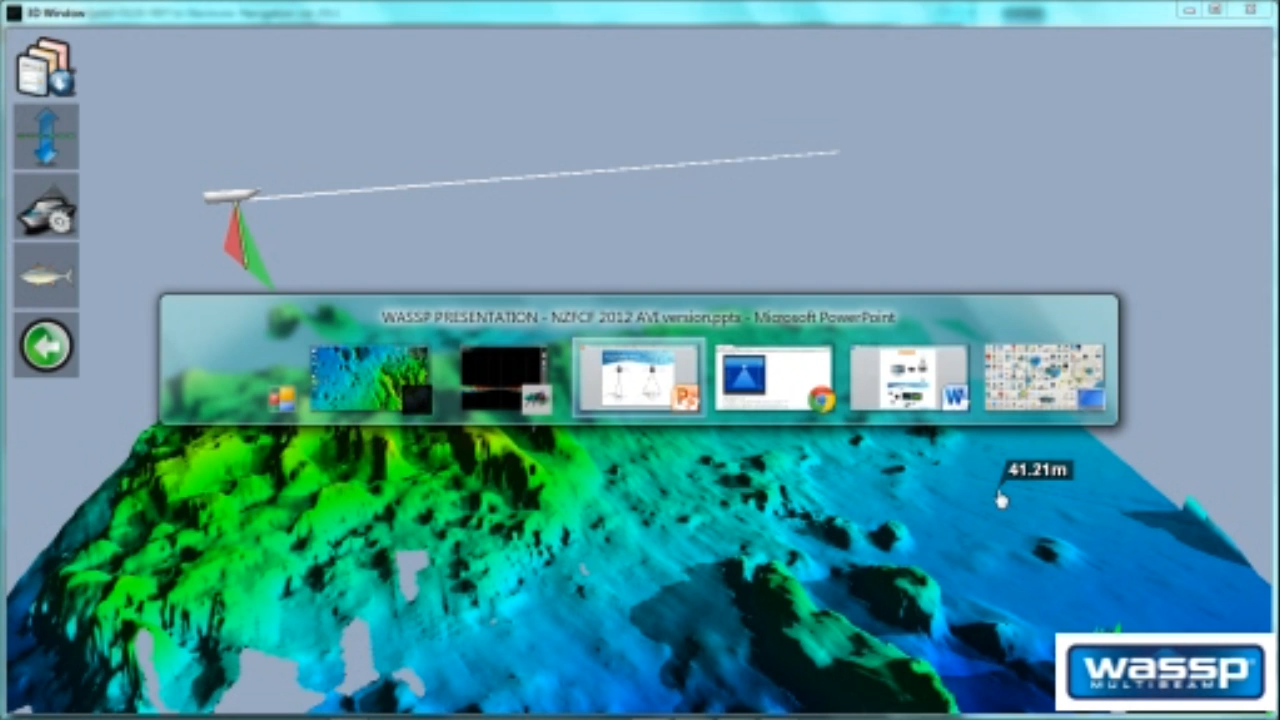 3D Window
WASSP PRESENTATION - NZFCF 2012 AVI version.pptx - Microsoft PowerPoint
41.21m
wassp
MULTIBEAM